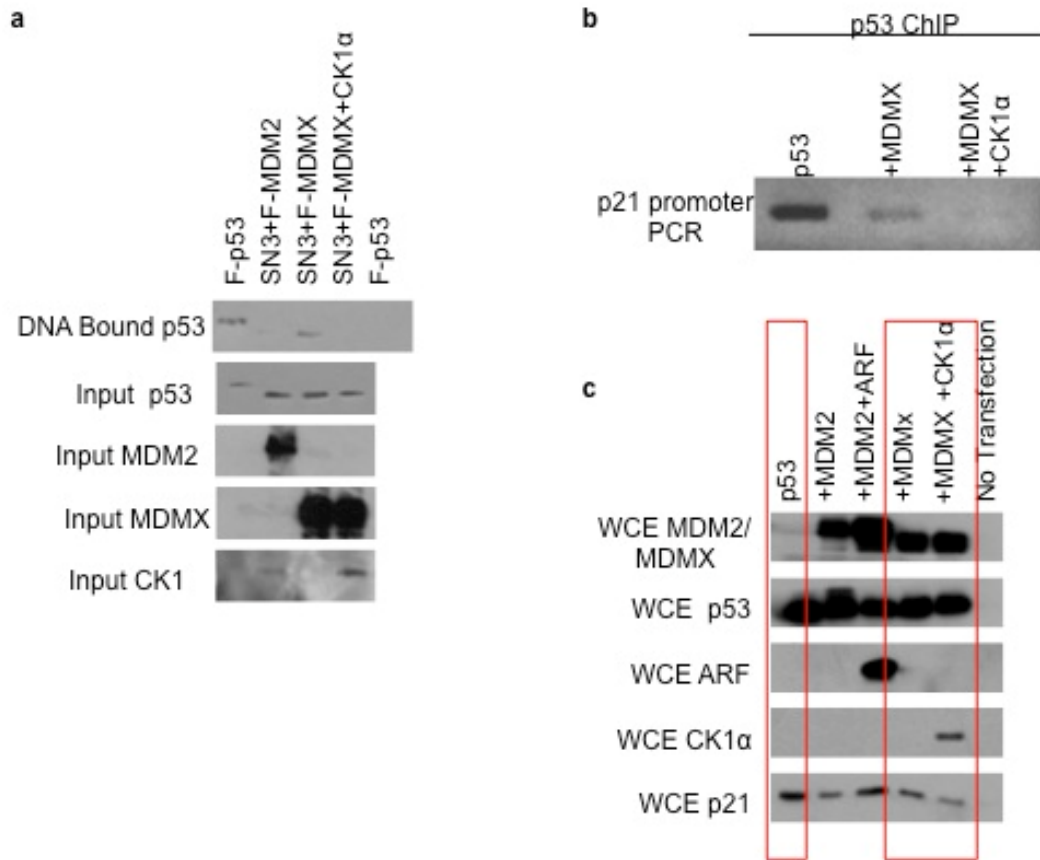 a
F-p53
SN3+F-MDM2
SN3+F-MDMX
SN3+F-MDMX+CK1α
F-p53
DNA Bound p53
Input p53
Input MDM2
Input MDMX
Input CK1
b
p53 ChIP
p53
+MDMX
+MDMX
+CK1α
p21 promoter
PCR
c
p53
+MDM2
+MDM2+ARF
+MDMx
+MDMX +CK1α
No Transfection
WCE MDM2/
MDMX
WCE p53
WCE ARF
WCE CK1α
WCE p21